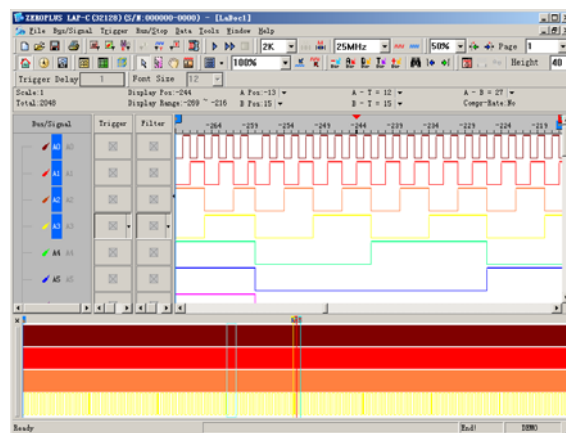 ZEROPLUS LAP-C(32128) (S/N:000000-0000) - [LaDoc1]
File Bus/Signal Trigger Run/Stop Data Tools Window Help
2K 25MHz 50% Page 1
100% Height 40
Trigger Delay 1 Font Size 12
Scale:1 Display Pos:-244 A Pos:-13 A - T = 12 A - B = 27
Total:2048 Display Range:-269 ~ -216 B Pos:15 B - T = 15 Compr-Rate:No
Bus/Signal Trigger Filter -264 -259 -254 -249 -244 -239 -234 -229 -224 -219
A0 A0
A1 A1
A2 A2
A3 A3
A4 A4
A5 A5
Ready End! DEMO